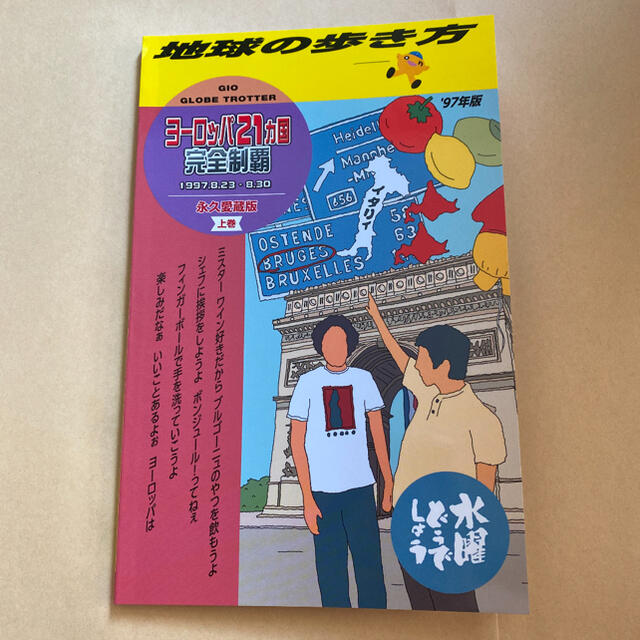 地球の歩き方
GIO
GLOBE TROTTER
'97年版
ヨーロッパ21ヵ国
完全制覇
1997.8.23 - 8.30
永久愛蔵版
上巻
Heidel
Mannhe
656
イタリィ
OSTENDE
BRUGES
BRUXELLES
ミスター ワイン好きだから ブルゴーニュのやつを飲もうよ
シェフに挨拶をしようよ ボンジュールーってねぇ
フィンガーボールで手を洗っていこうよ
楽しみだなぁ いいことあるよぉ ヨーロッパは
水曜
どうで
しょう